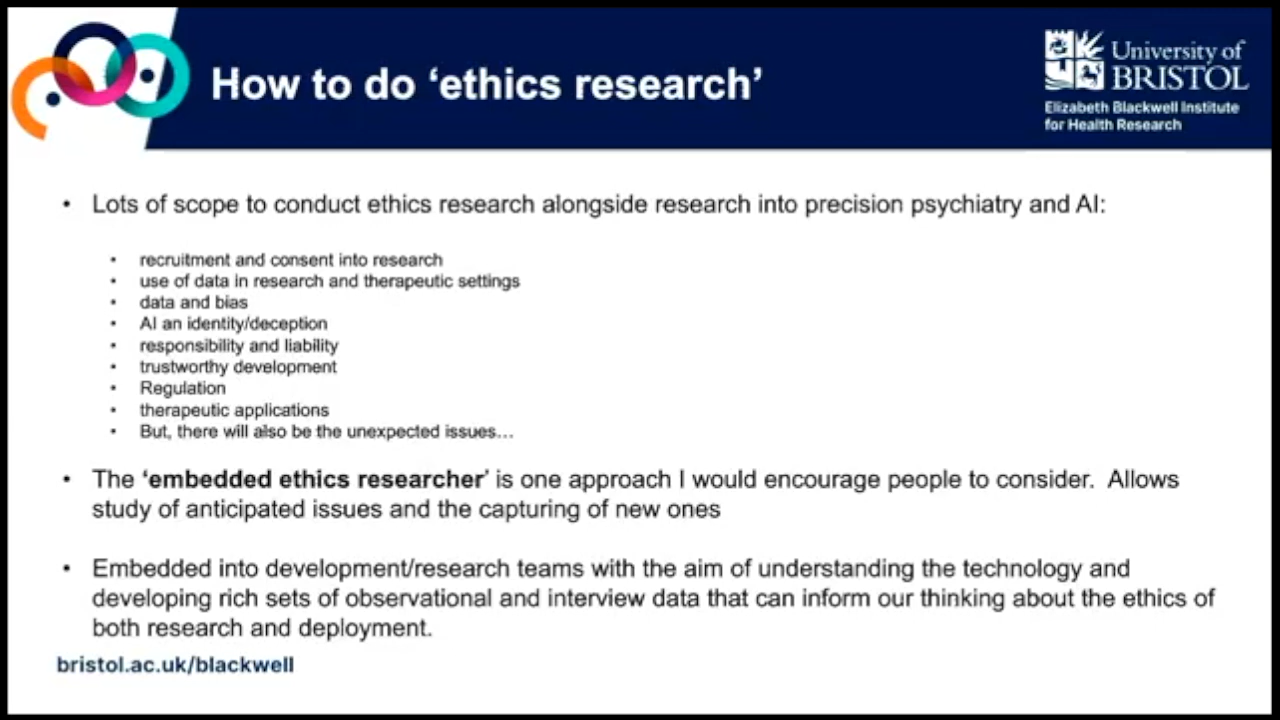 How to do ‘ethics research’
University of
BRISTOL
Elizabeth Blackwell Institute
for Health Research
• Lots of scope to conduct ethics research alongside research into precision psychiatry and AI:
• recruitment and consent into research
• use of data in research and therapeutic settings
• data and bias
• AI an identity/deception
• responsibility and liability
• trustworthy development
• Regulation
• therapeutic applications
• But, there will also be the unexpected issues…
• The ‘embedded ethics researcher’ is one approach I would encourage people to consider. Allows
study of anticipated issues and the capturing of new ones
• Embedded into development/research teams with the aim of understanding the technology and
developing rich sets of observational and interview data that can inform our thinking about the ethics of
both research and deployment.
bristol.ac.uk/blackwell